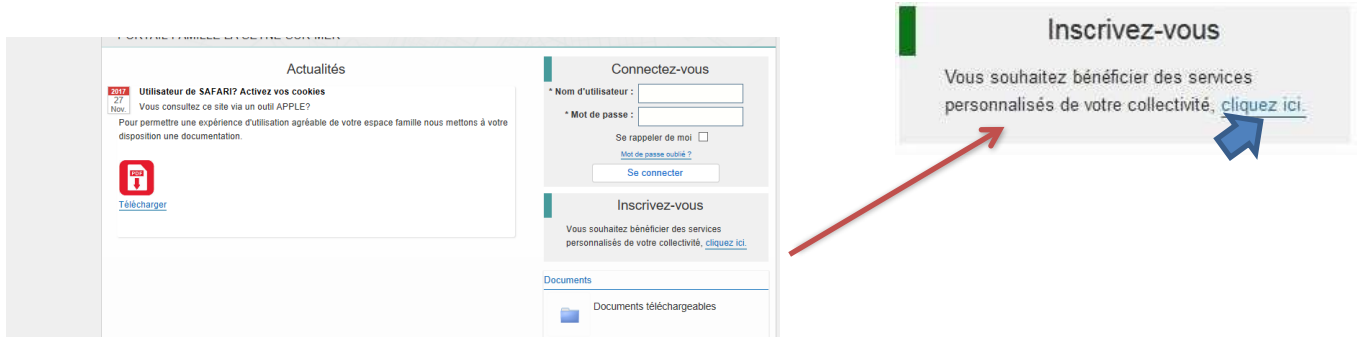 PORTAIL FAMILLE LA SEYNE SUR MER
Actualités
2017
27
Nov.
Utilisateur de SAFARI? Activez vos cookies
Vous consultez ce site via un outil APPLE?
Pour permettre une expérience d'utilisation agréable de votre espace famille nous mettons à votre
disposition une documentation.
PDF
Télécharger
Connectez-vous
* Nom d'utilisateur :
* Mot de passe :
Se rappeler de moi
Mot de passe oublié ?
Se connecter
Inscrivez-vous
Vous souhaitez bénéficier des services
personnalisés de votre collectivité, cliquez ici.
Documents
Documents téléchargeables
Inscrivez-vous
Vous souhaitez bénéficier des services
personnalisés de votre collectivité, cliquez ici.